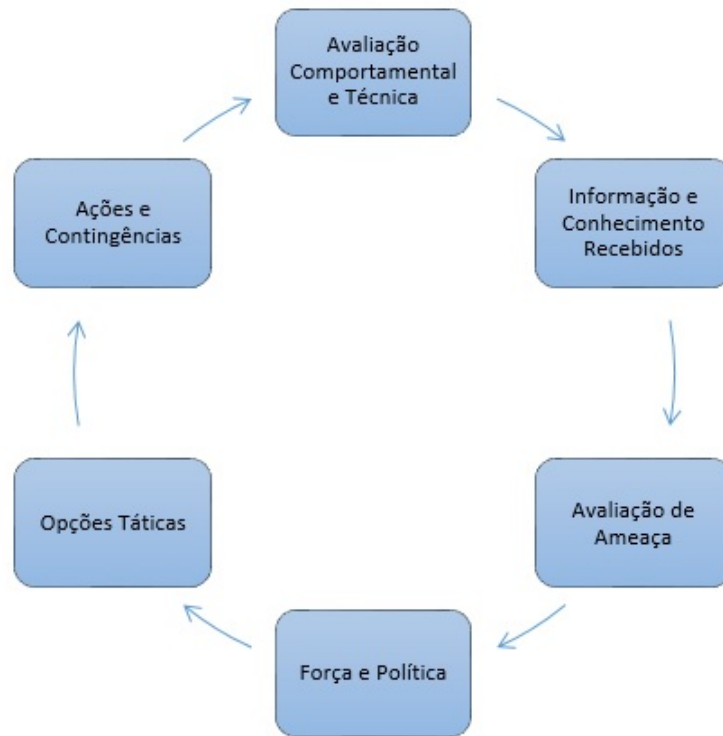 Avaliação
Comportamental
e Técnica
Informação e
Conhecimento
Recebidos
Avaliação de
Ameaça
Força e Política
Opções Táticas
Ações e
Contingências